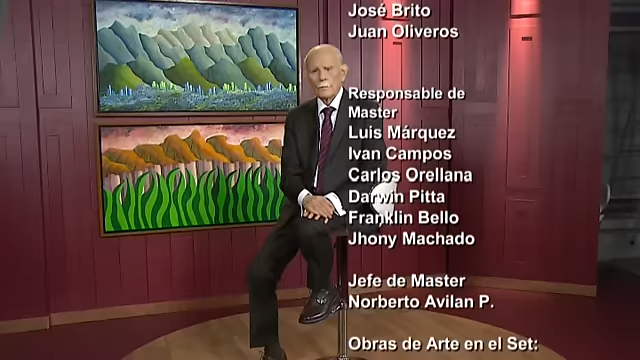 José Brito
Juan Oliveros
Responsable de
Master
Luis Márquez
Ivan Campos
Carlos Orellana
Darwin Pitta
Franklin Bello
Jhony Machado
Jefe de Master
Norberto Avilan P.
Obras de Arte en el Set: